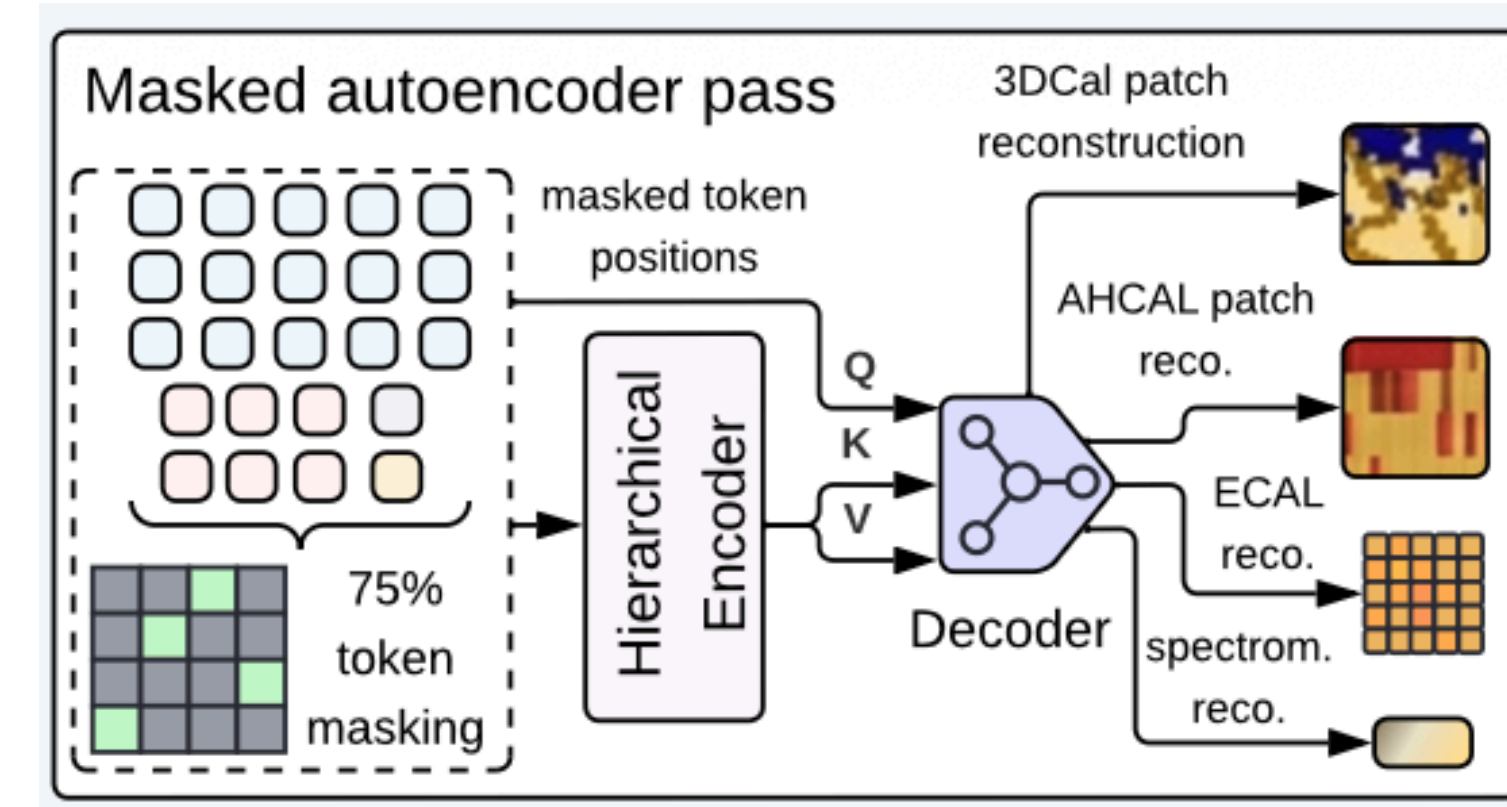 Masked autoencoder pass
3DCal patch
reconstruction
masked token
positions
AHCAL patch
reco.
Q
K
V
Hierarchical
Encoder
ECAL
reco.
75%
token
masking
Decoder
spectrom.
reco.